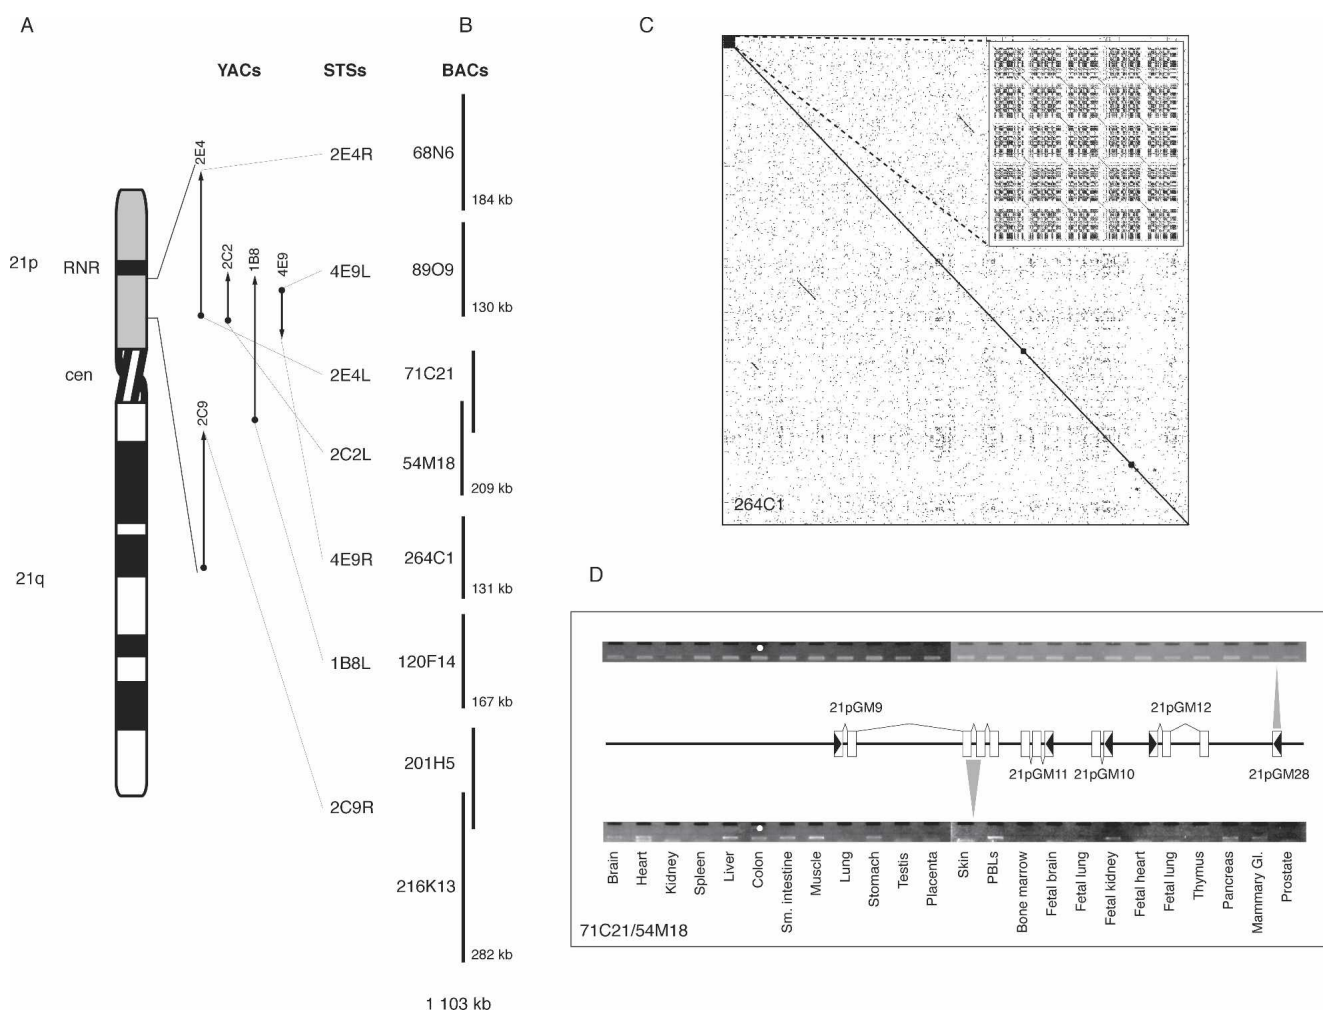 A
B
YACs
STSs
BACs
21p
RNR
cen
21q
2E4
2C2
1B8
4E9
2C9
2E4R
4E9L
2E4L
2C2L
4E9R
1B8L
2C9R
68N6
184 kb
89O9
130 kb
71C21
54M18
209 kb
264C1
131 kb
120F14
167 kb
201H5
216K13
282 kb
1 103 kb
C
264C1
D
21pGM9
21pGM12
21pGM11
21pGM10
21pGM28
Brain
Heart
Kidney
Spleen
Liver
Colon
Sm. intestine
Muscle
Lung
Stomach
Testis
Placenta
Skin
PBLs
Bone marrow
Fetal brain
Fetal lung
Fetal kidney
Fetal heart
Fetal lung
Thymus
Pancreas
Mammary Gl.
Prostate
71C21/54M18